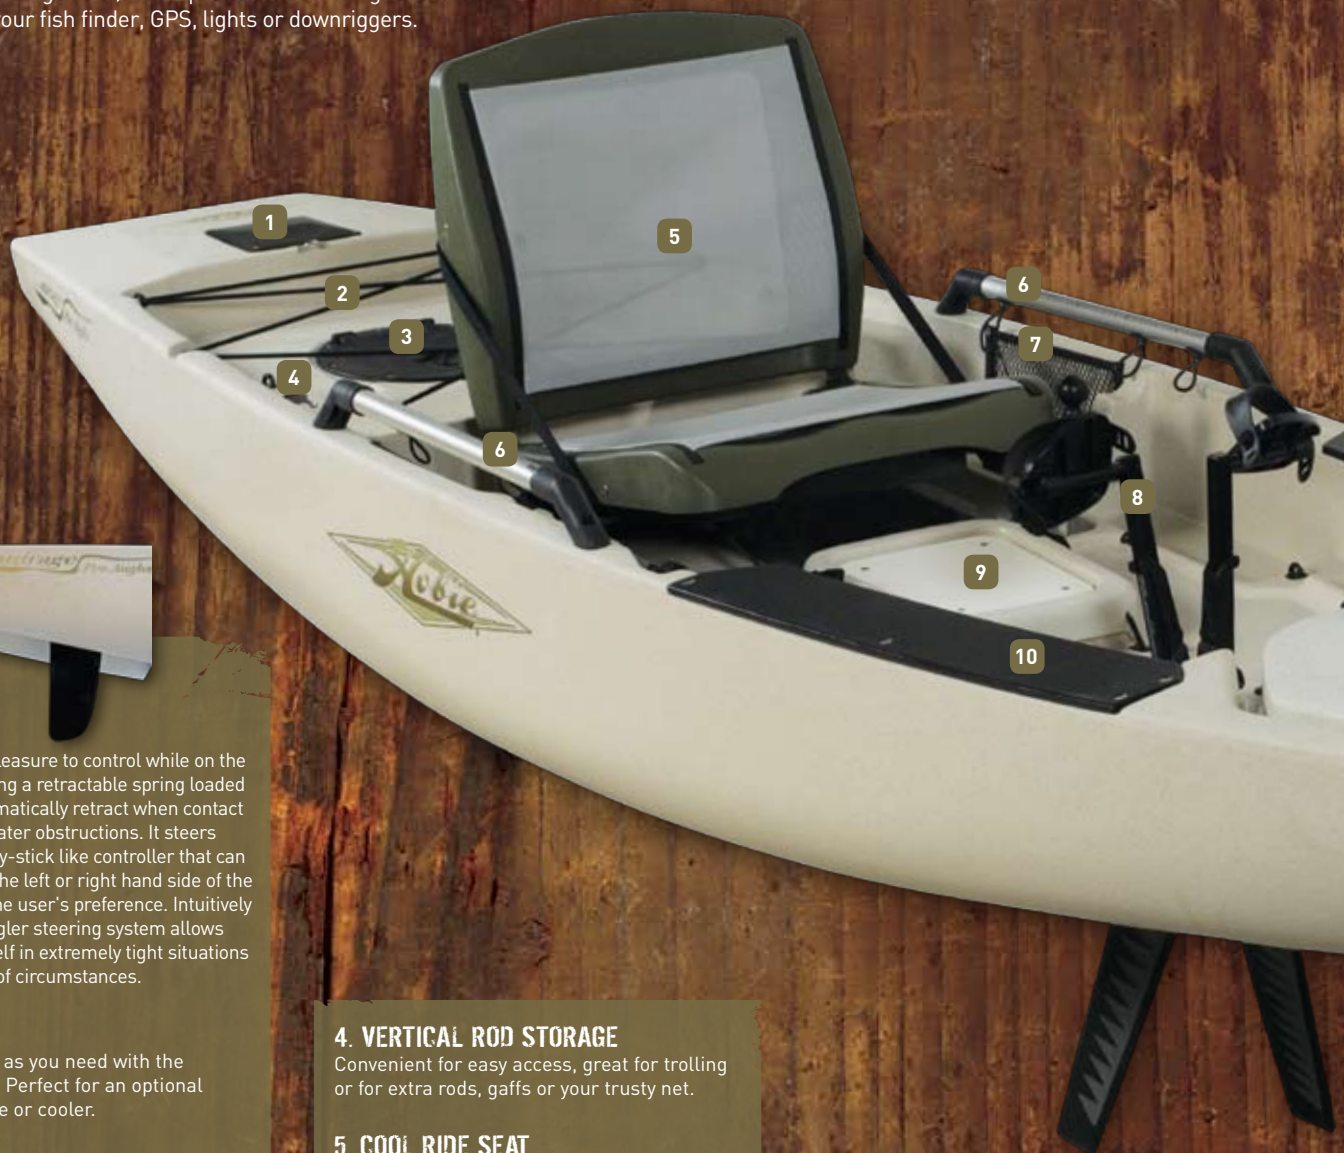 our fish finder, GPS, lights or downriggers.
1
5
6
2
3
7
4
6
8
Hobie
9
10
leasure to control while on the
ng a retractable spring loaded
matically retract when contact
ater obstructions. It steers
y-stick like controller that can
he left or right hand side of the
ne user's preference. Intuitively
gler steering system allows
elf in extremely tight situations
of circumstances.
as you need with the
Perfect for an optional
e or cooler.
4. VERTICAL ROD STORAGE
Convenient for easy access, great for trolling
or for extra rods, gaffs or your trusty net.
5. COOL RIDE SEAT